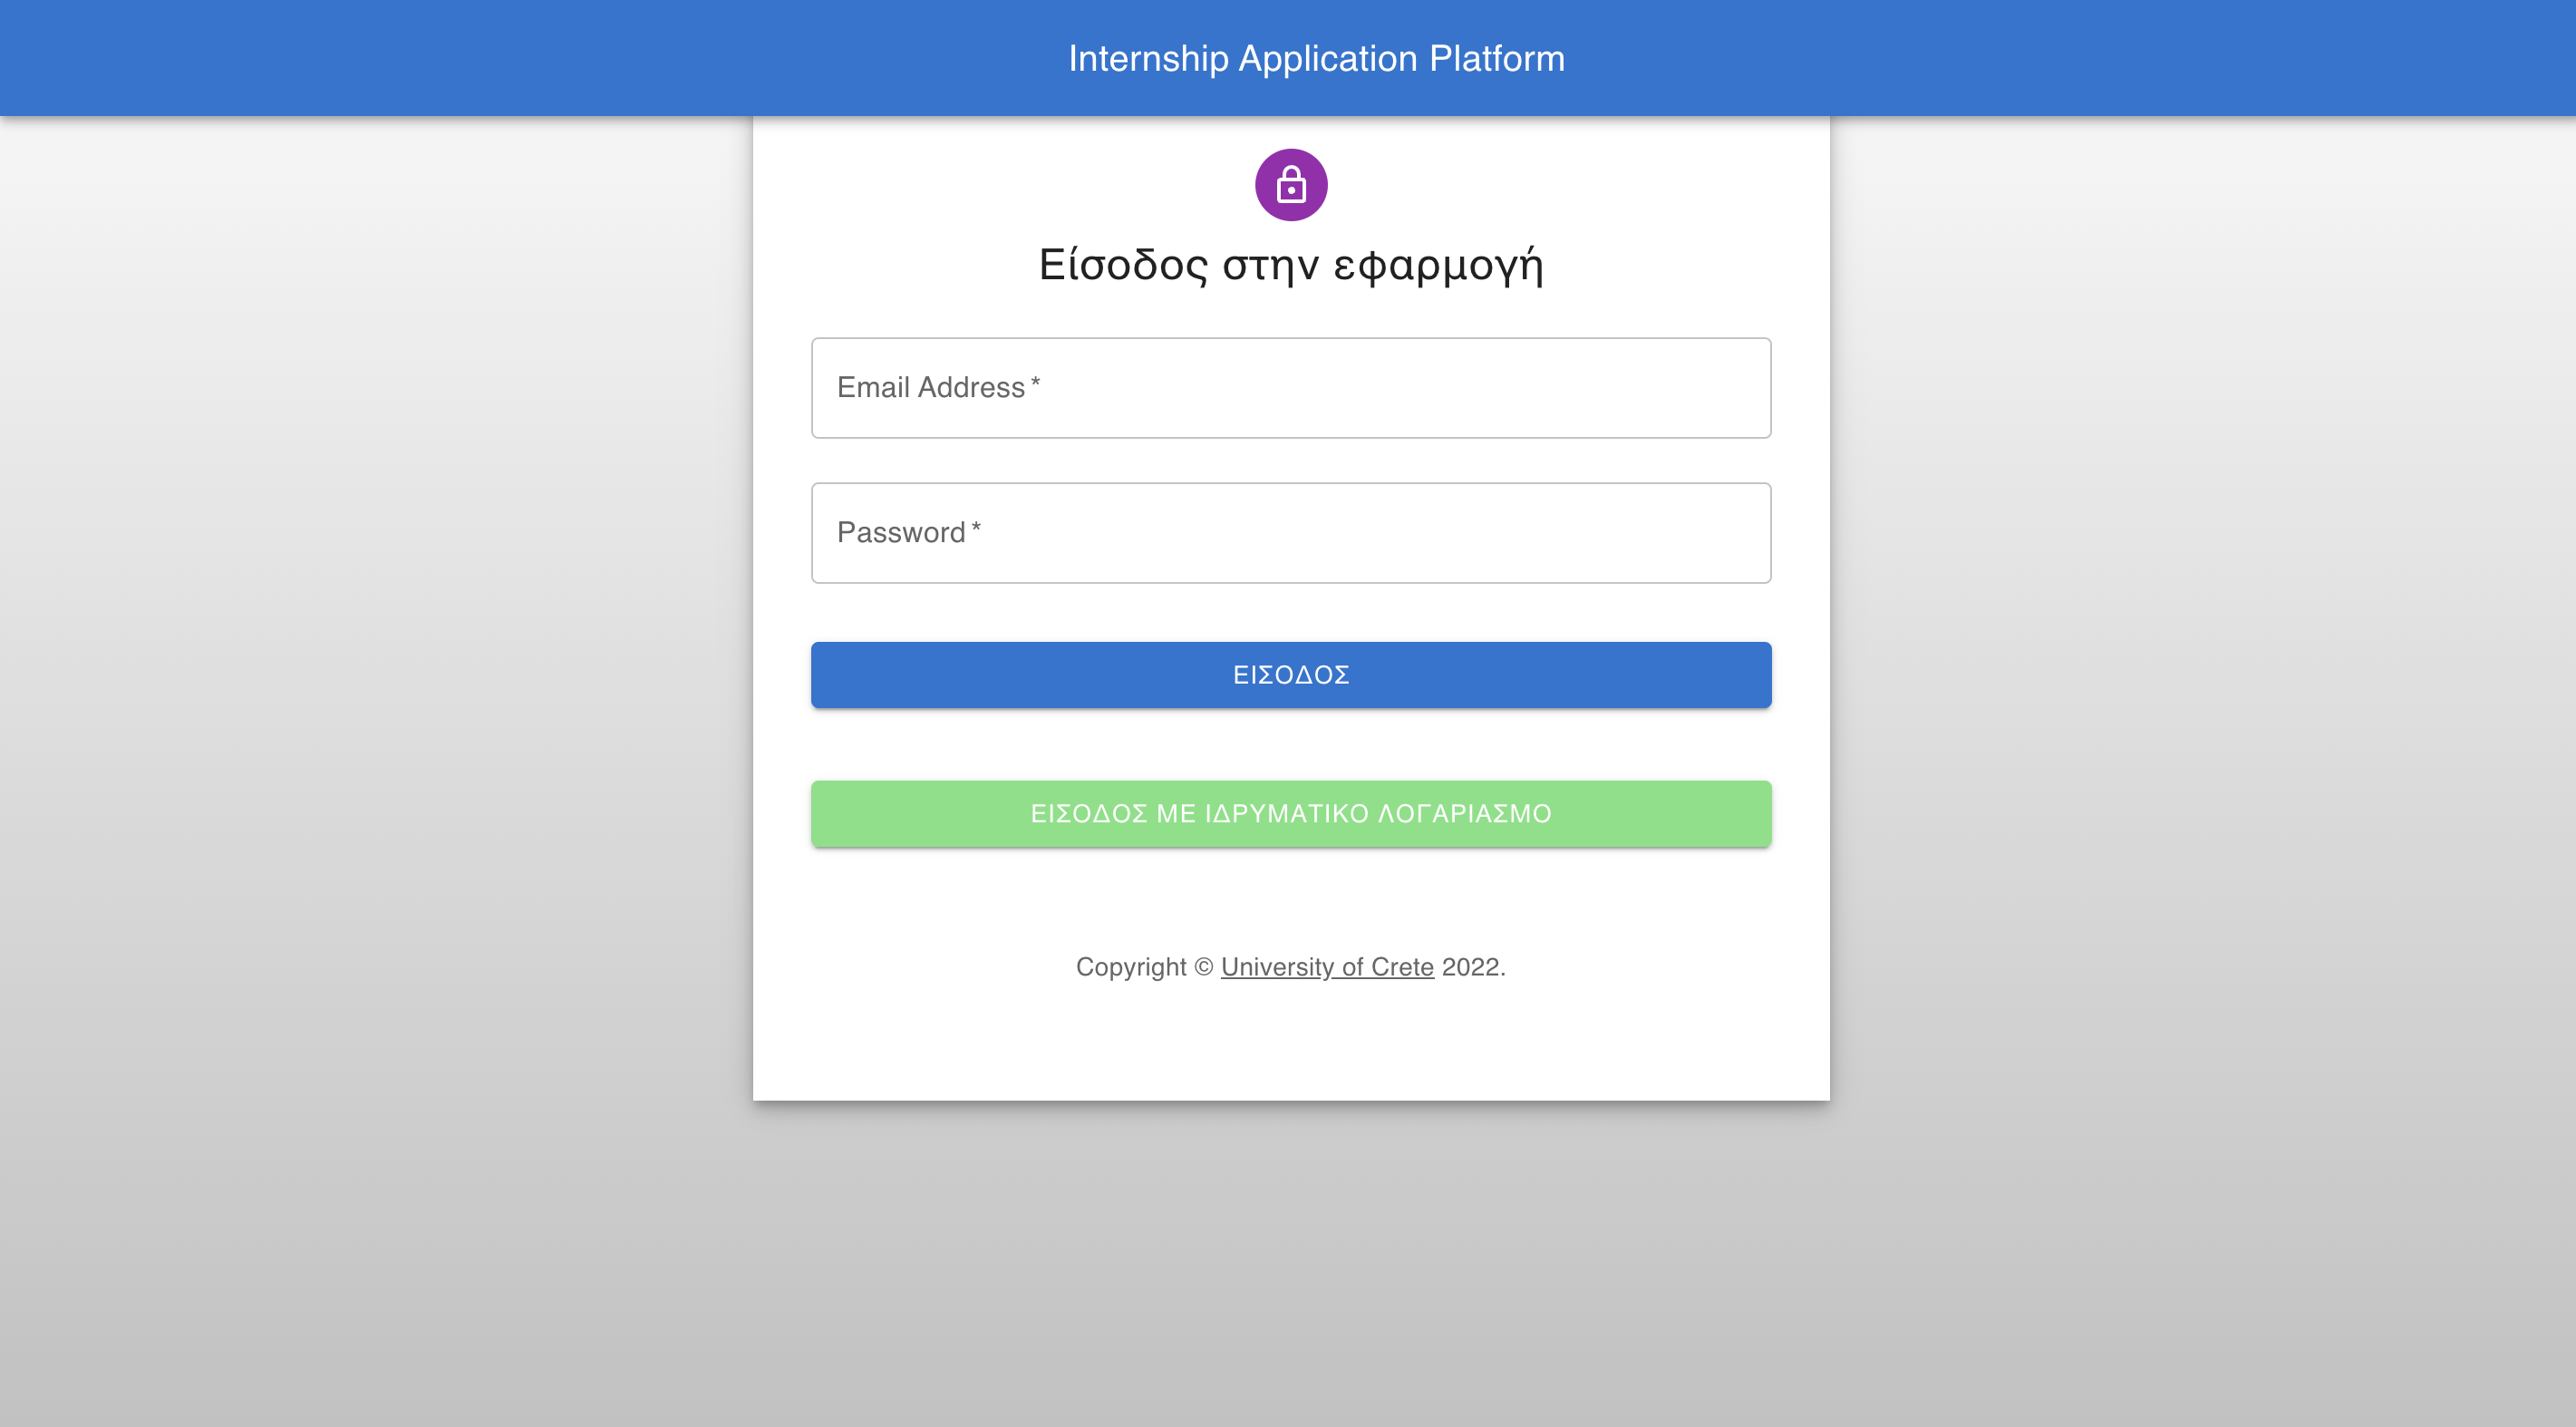 Internship Application Platform
Είσοδος στην εφαρμογή
Email Address *
Password *
ΕΙΣΟΔΟΣ
ΕΙΣΟΔΟΣ ΜΕ ΙΔΡΥΜΑΤΙΚΟ ΛΟΓΑΡΙΑΣΜΟ
Copyright © University of Crete 2022.